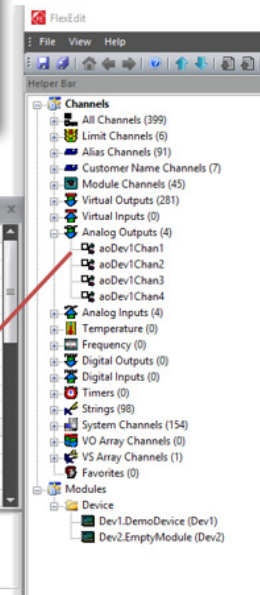 FlexEdit
File View Help
Helper Bar
Channels
All Channels (399)
Limit Channels (6)
Alias Channels (91)
Customer Name Channels (7)
Module Channels (45)
Virtual Outputs (281)
Virtual Inputs (0)
Analog Outputs (4)
aoDev1Chan1
aoDev1Chan2
aoDev1Chan3
aoDev1Chan4
Analog Inputs (4)
Temperature (0)
Frequency (0)
Digital Outputs (0)
Digital Inputs (0)
Timers (0)
Strings (98)
System Channels (154)
VO Array Channels (0)
VS Array Channels (1)
Favorites (0)
Modules
Device
Dev1.DemoDevice (Dev1)
Dev2.EmptyModule (Dev2)